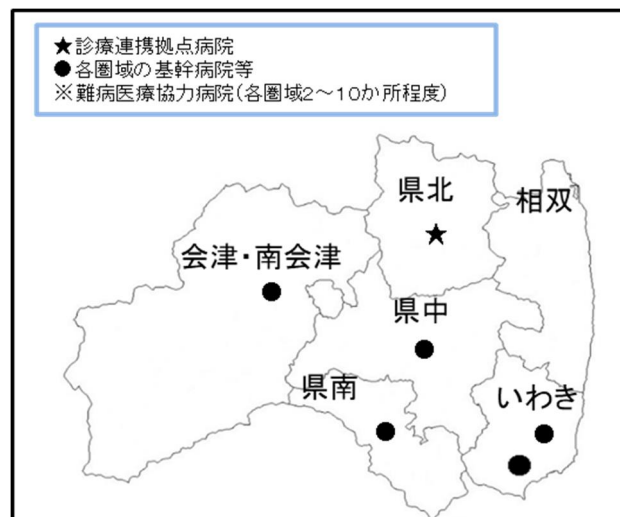 ★診療連携拠点病院
●各圏域の基幹病院等
※難病医療協力病院(各圏域2～10か所程度)
県北
相双
会津・南会津
県中
県南
いわき